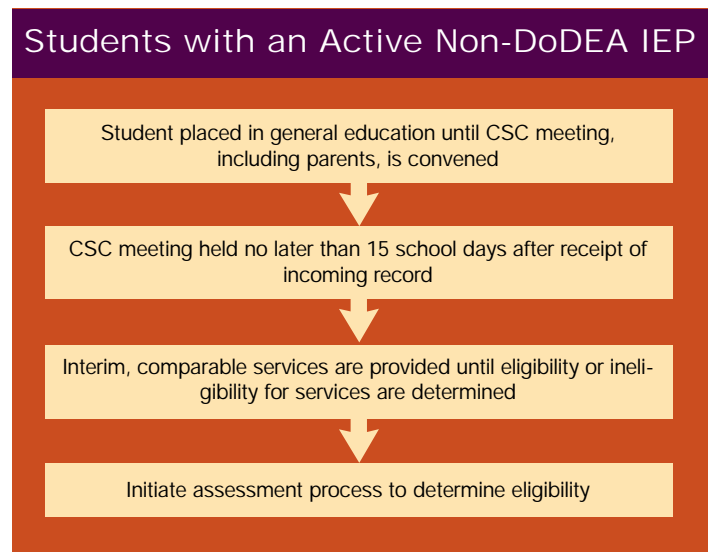 Students with an Active Non-DoDEA IEP
Student placed in general education until CSC meeting,
including parents, is convened
CSC meeting held no later than 15 school days after receipt of
incoming record
Interim, comparable services are provided until eligibility or ineli-
gibility for services are determined
Initiate assessment process to determine eligibility